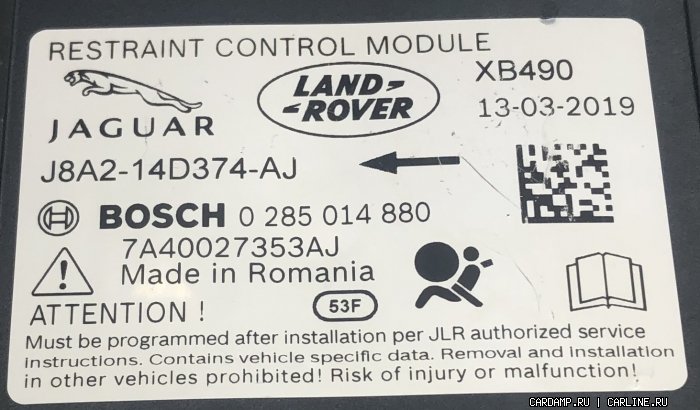 RESTRAINT CONTROL MODULE
JAGUAR
LAND-
-ROVER
XB490
13-03-2019
J8A2-14D374-AJ
BOSCH 0 285 014 880
7A40027353AJ
Made in Romania
ATTENTION !
53F
Must be programmed after installation per JLR authorized service
instructions. Contains vehicle specific data. Removal and installation
in other vehicles prohibited! Risk of injury or malfunction!
CARDAMP.RU | CARLINE.RU